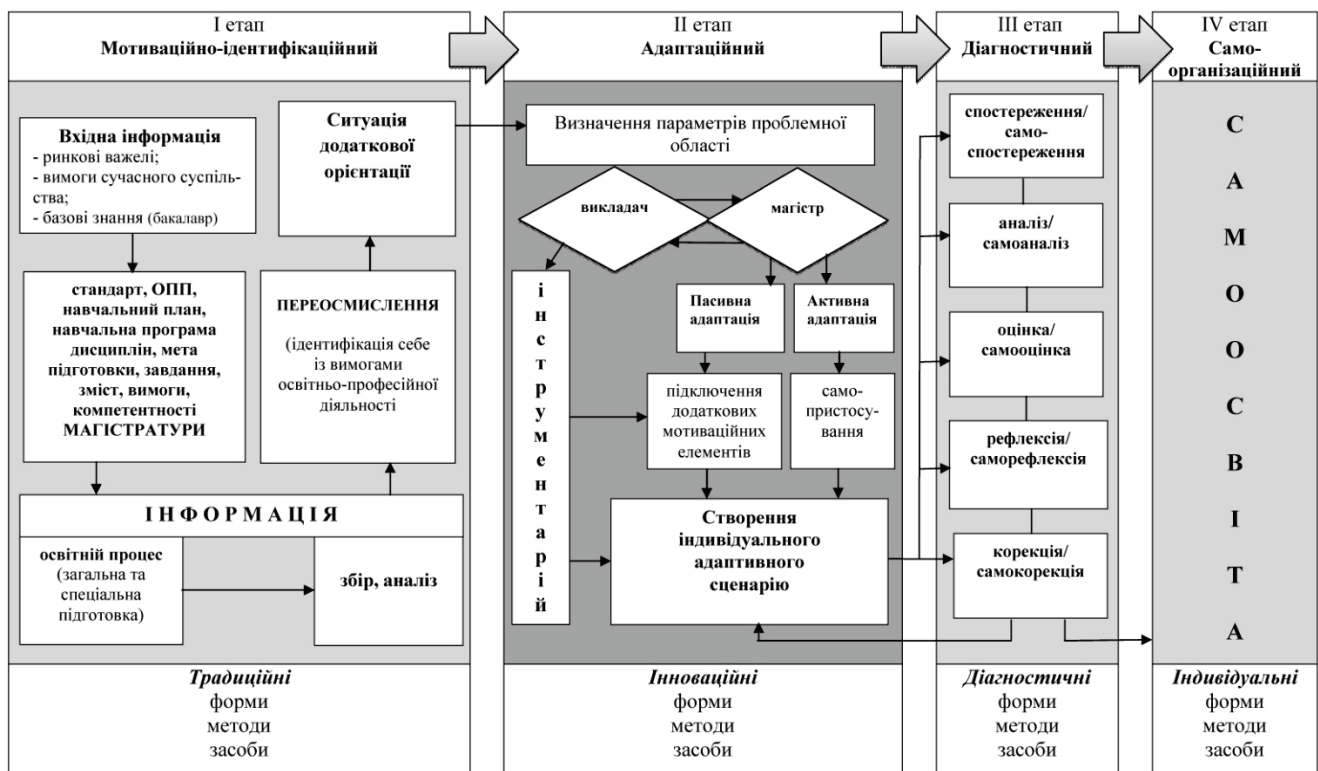 І етап
Мотиваційно-ідентифікаційний
Вхідна інформація
- ринкові важелі;
- вимоги сучасного суспіль-
ства;
- базові знання (бакалавр)
стандарт, ОПП,
навчальний план,
навчальна програма
дисциплін, мета
підготовки, завдання,
зміст, вимоги,
компетентності
МАГІСТРАТУРИ
Ситуація
додаткової
орієнтації
ПЕРЕОСМИСЛЕННЯ
(ідентифікація себе
із вимогами
освітньо-професійної
діяльності
І Н Ф О Р М А Ц І Я
освітній процес
(загальна та
спеціальна
підготовка)
збір, аналіз
Традиційні
форми
методи
засоби
ІІ етап
Адаптаційний
Визначення параметрів проблемної
області
викладач
магістр
і
н
с
т
р
у
м
е
н
т
а
р
і
й
Пасивна
адаптація
Активна
адаптація
підключення
додаткових
мотиваційних
елементів
само-
пристосу-
вання
Створення
індивідуального
адаптивного
сценарію
Інноваційні
форми
методи
засоби
ІІІ етап
Діагностичний
спостереження/
само-
спостереження
аналіз/
самоаналіз
оцінка/
самооцінка
рефлексія/
саморефлексія
корекція/
самокорекція
Діагностичні
форми
методи
засоби
IV етап
Само-
організаційний
С
А
М
О
О
С
В
І
Т
А
Індивідуальні
форми
методи
засоби